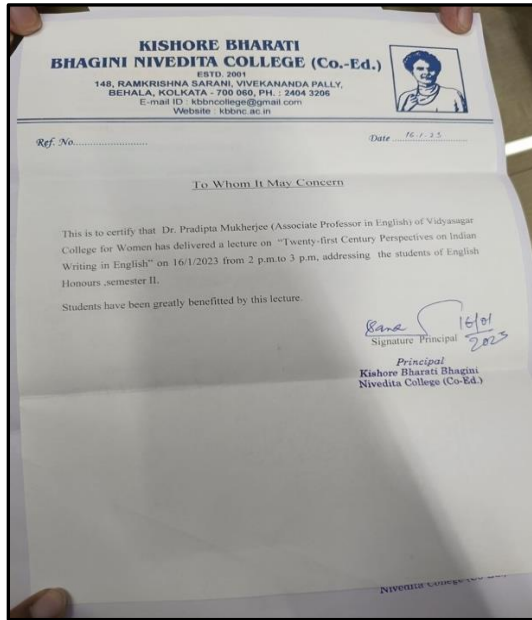 KISHORE BHARATI
BHAGINI NIVEDITA COLLEGE (Co.-Ed.)
ESTD. 2001
148, RAMKRISHNA SARANI, VIVEKANANDA PALLY,
BEHALA, KOLKATA - 700 060, PH. : 2404 3206
E-mail ID : kbbncollege@gmail.com
Website : kbbnc.ac.in
Ref. No......................... Date 16.1.23
To Whom It May Concern
This is to certify that Dr. Pradipta Mukherjee (Associate Professor in English) of Vidyasagar
College for Women has delivered a lecture on "Twenty-first Century Perspectives on Indian
Writing in English" on 16/1/2023 from 2 p.m.to 3 p.m, addressing the students of English
Honours ,semester II.
Students have been greatly benefitted by this lecture.
16/01
2023
Signature Principal
Principal
Kishore Bharati Bhagini
Nivedita College (Co-Ed.)
Nivedita College